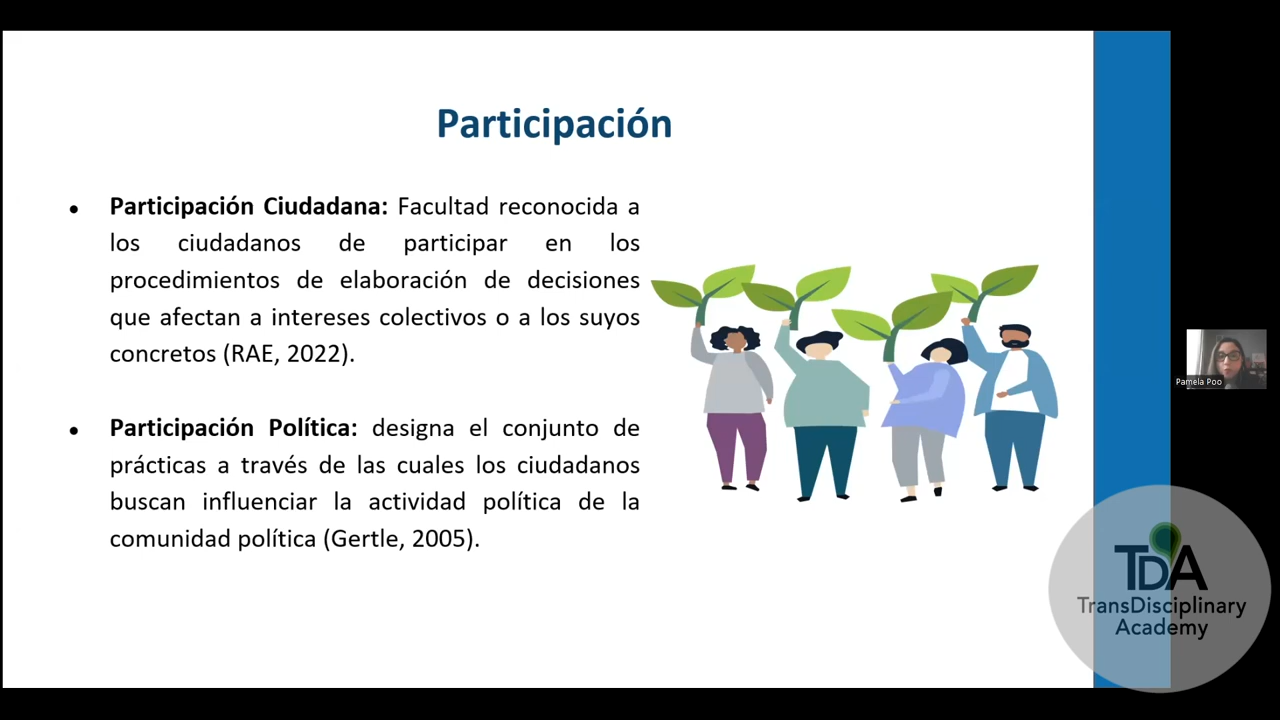 Participación
• Participación Ciudadana: Facultad reconocida a
los ciudadanos de participar en los
procedimientos de elaboración de decisiones
que afectan a intereses colectivos o a los suyos
concretos (RAE, 2022).
• Participación Política: designa el conjunto de
prácticas a través de las cuales los ciudadanos
buscan influenciar la actividad política de la
comunidad política (Gertle, 2005).
Pamela Poo
TDA
TransDisciplinary
Academy